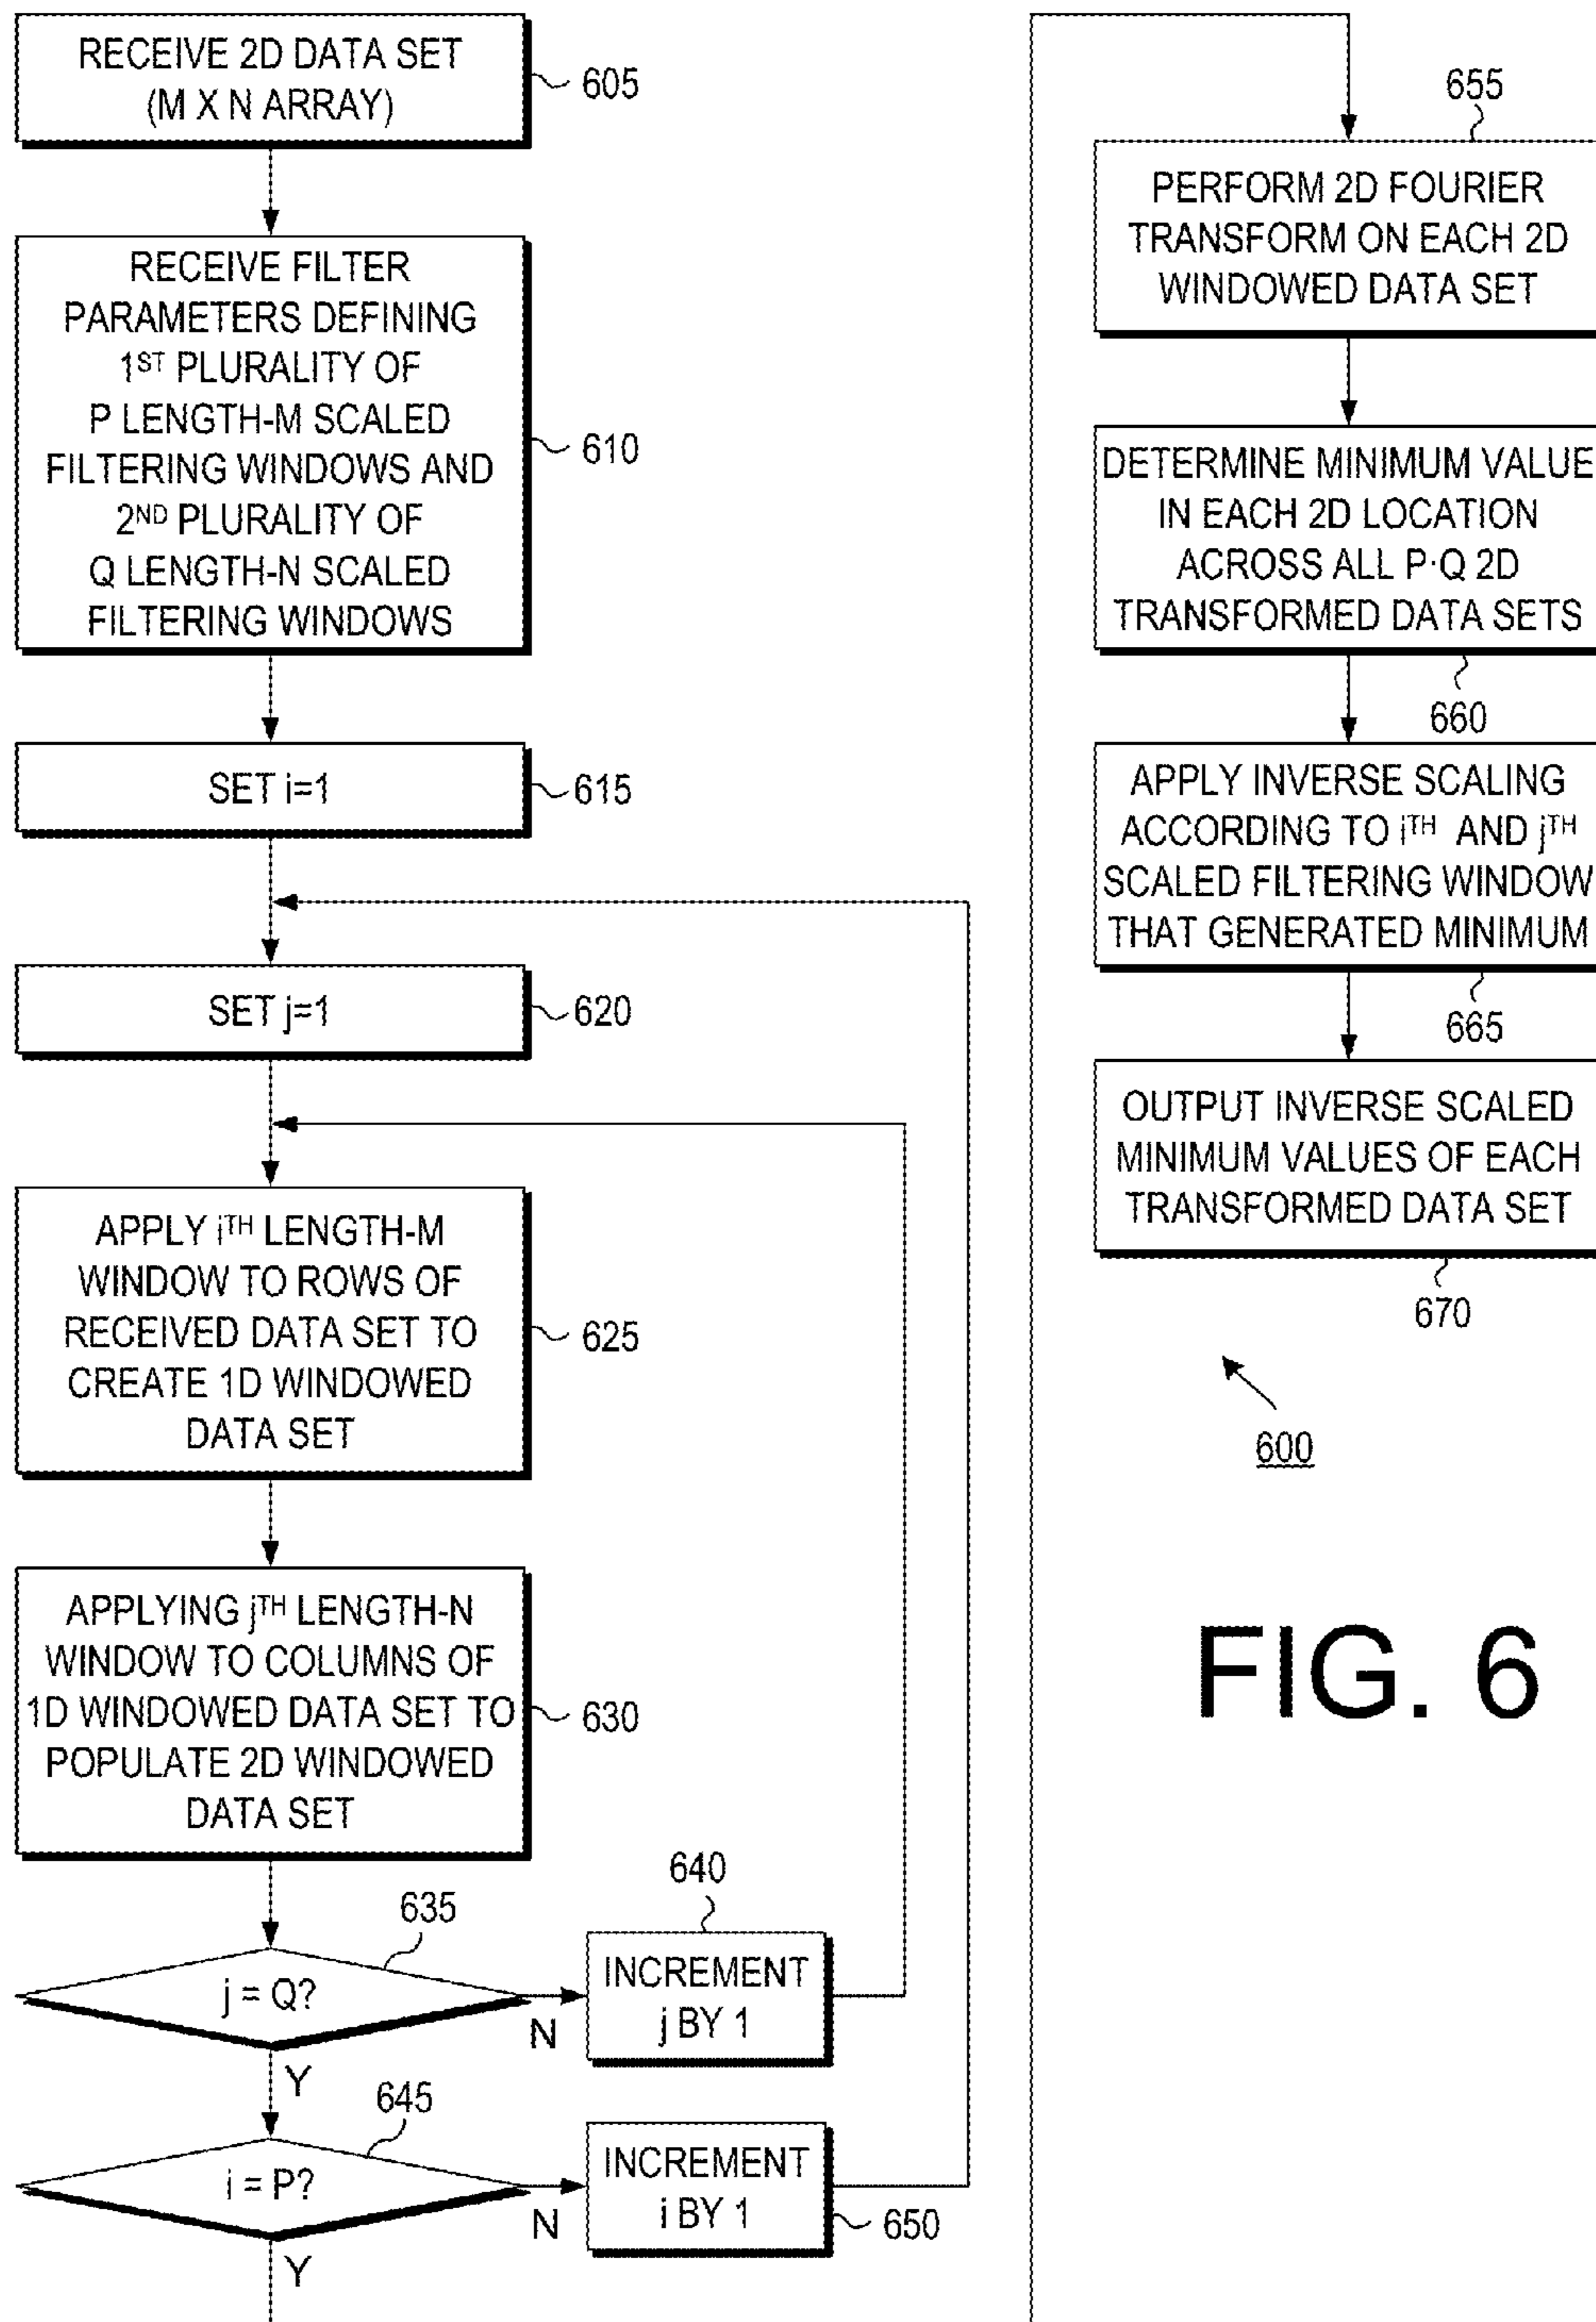 RECEIVE 2D DATA SET
(M X N ARRAY)
605
RECEIVE FILTER
PARAMETERS DEFINING
1ST PLURALITY OF
P LENGTH-M SCALED
FILTERING WINDOWS AND
2ND PLURALITY OF
Q LENGTH-N SCALED
FILTERING WINDOWS
610
SET i=1
615
SET j=1
620
APPLY iTH LENGTH-M
WINDOW TO ROWS OF
RECEIVED DATA SET TO
CREATE 1D WINDOWED
DATA SET
625
APPLYING jTH LENGTH-N
WINDOW TO COLUMNS OF
1D WINDOWED DATA SET TO
POPULATE 2D WINDOWED
DATA SET
630
635
j = Q?
N
Y
640
INCREMENT
j BY 1
645
i = P?
N
Y
INCREMENT
i BY 1
650
655
PERFORM 2D FOURIER
TRANSFORM ON EACH 2D
WINDOWED DATA SET
DETERMINE MINIMUM VALUE
IN EACH 2D LOCATION
ACROSS ALL P·Q 2D
TRANSFORMED DATA SETS
660
APPLY INVERSE SCALING
ACCORDING TO iTH AND jTH
SCALED FILTERING WINDOW
THAT GENERATED MINIMUM
665
OUTPUT INVERSE SCALED
MINIMUM VALUES OF EACH
TRANSFORMED DATA SET
670
600
FIG. 6